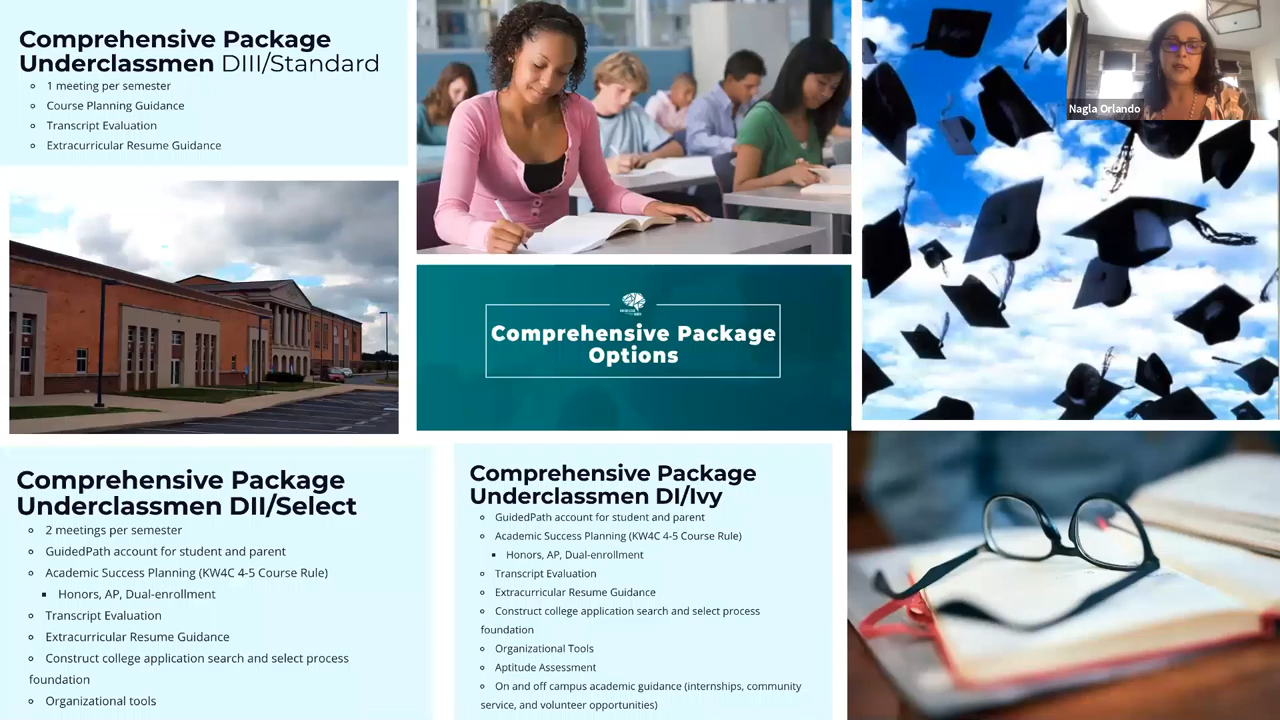 Comprehensive Package
Underclassmen DIII/Standard
1 meeting per semester
Course Planning Guidance
Transcript Evaluation
Extracurricular Resume Guidance
Nagla Orlando
Comprehensive Package
Options
Comprehensive Package
Underclassmen DII/Select
2 meetings per semester
GuidedPath account for student and parent
Academic Success Planning (KW4C 4-5 Course Rule)
Honors, AP, Dual-enrollment
Transcript Evaluation
Extracurricular Resume Guidance
Construct college application search and select process
foundation
Organizational tools
Comprehensive Package
Underclassmen DI/Ivy
GuidedPath account for student and parent
Academic Success Planning (KW4C 4-5 Course Rule)
Honors, AP, Dual-enrollment
Transcript Evaluation
Extracurricular Resume Guidance
Construct college application search and select process
foundation
Organizational Tools
Aptitude Assessment
On and off campus academic guidance (internships, community
service, and volunteer opportunities)